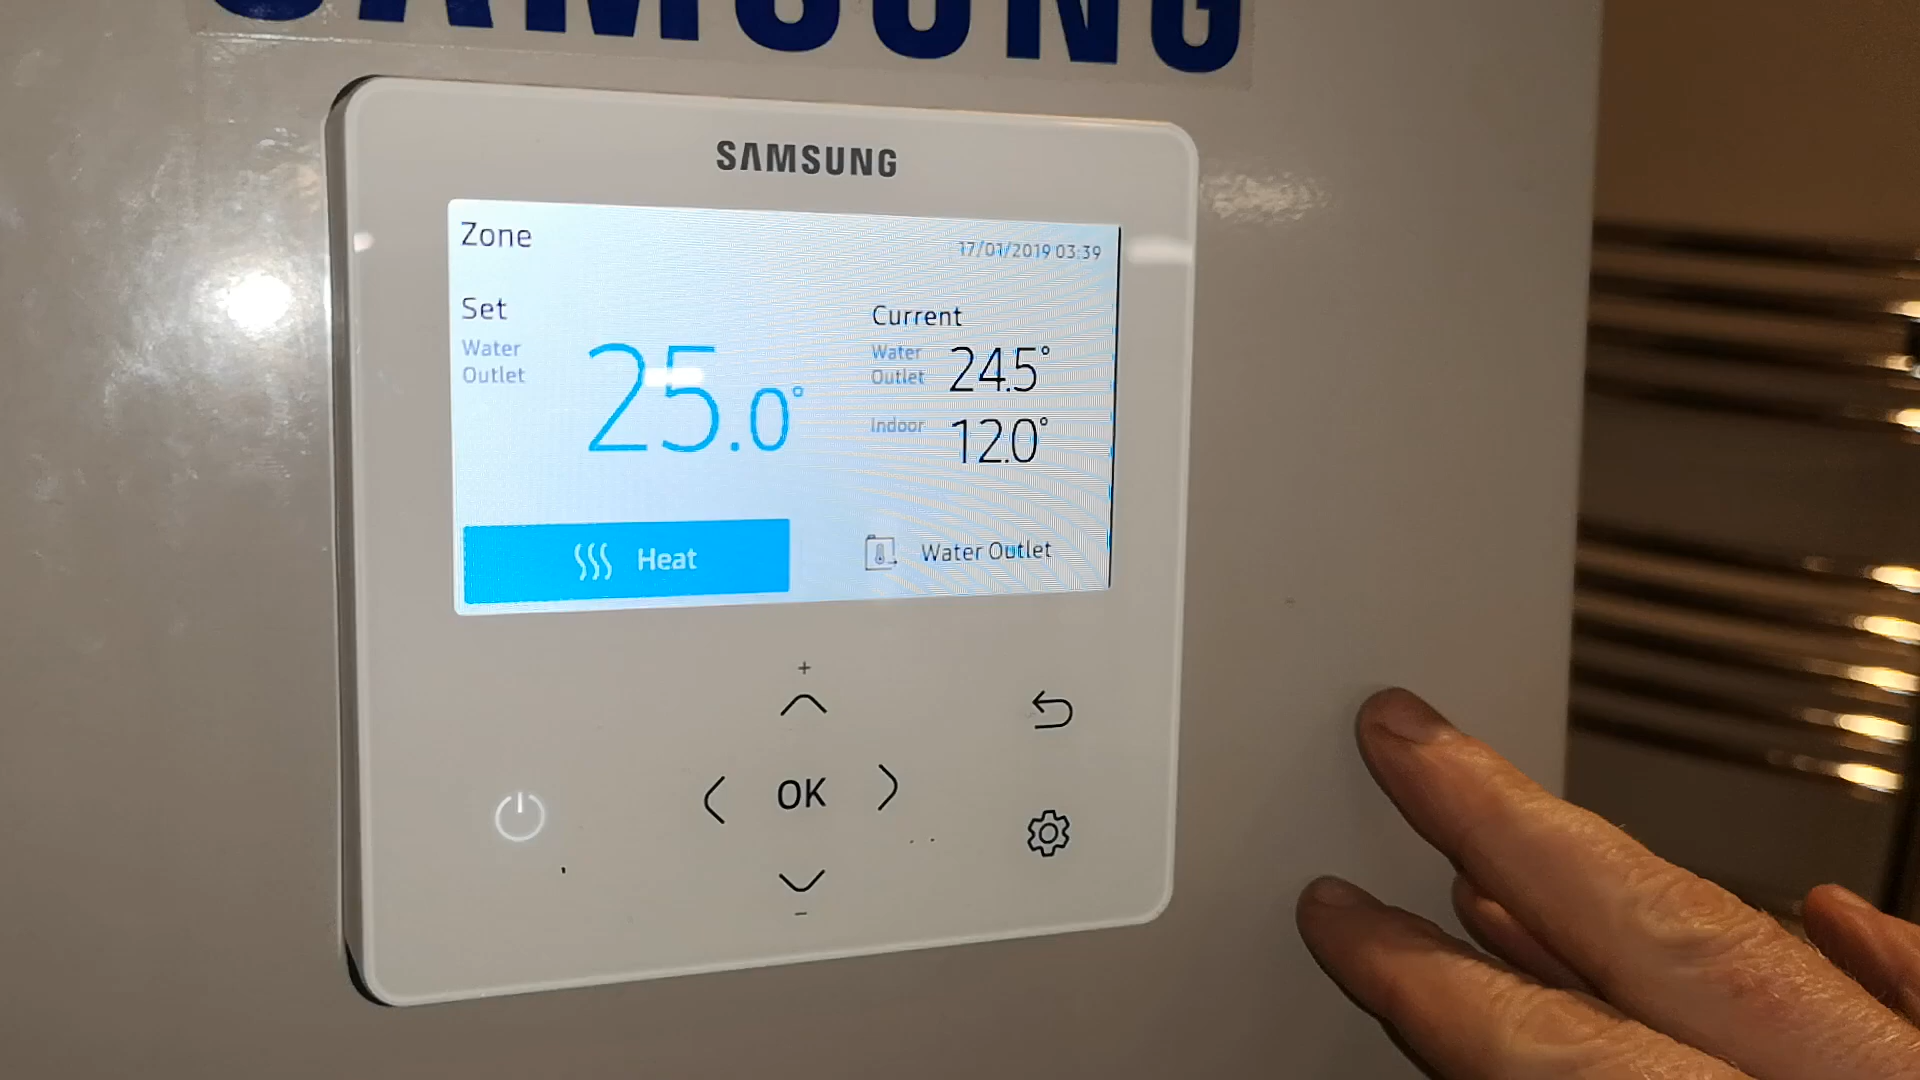 SAMSUNG
SAMSUNG
Zone
17/01/2019 03:39
Set
Water
Outlet
25.0°
Current
Water
Outlet
24.5°
Indoor
12.0°
Heat
Water Outlet
+
OK
-